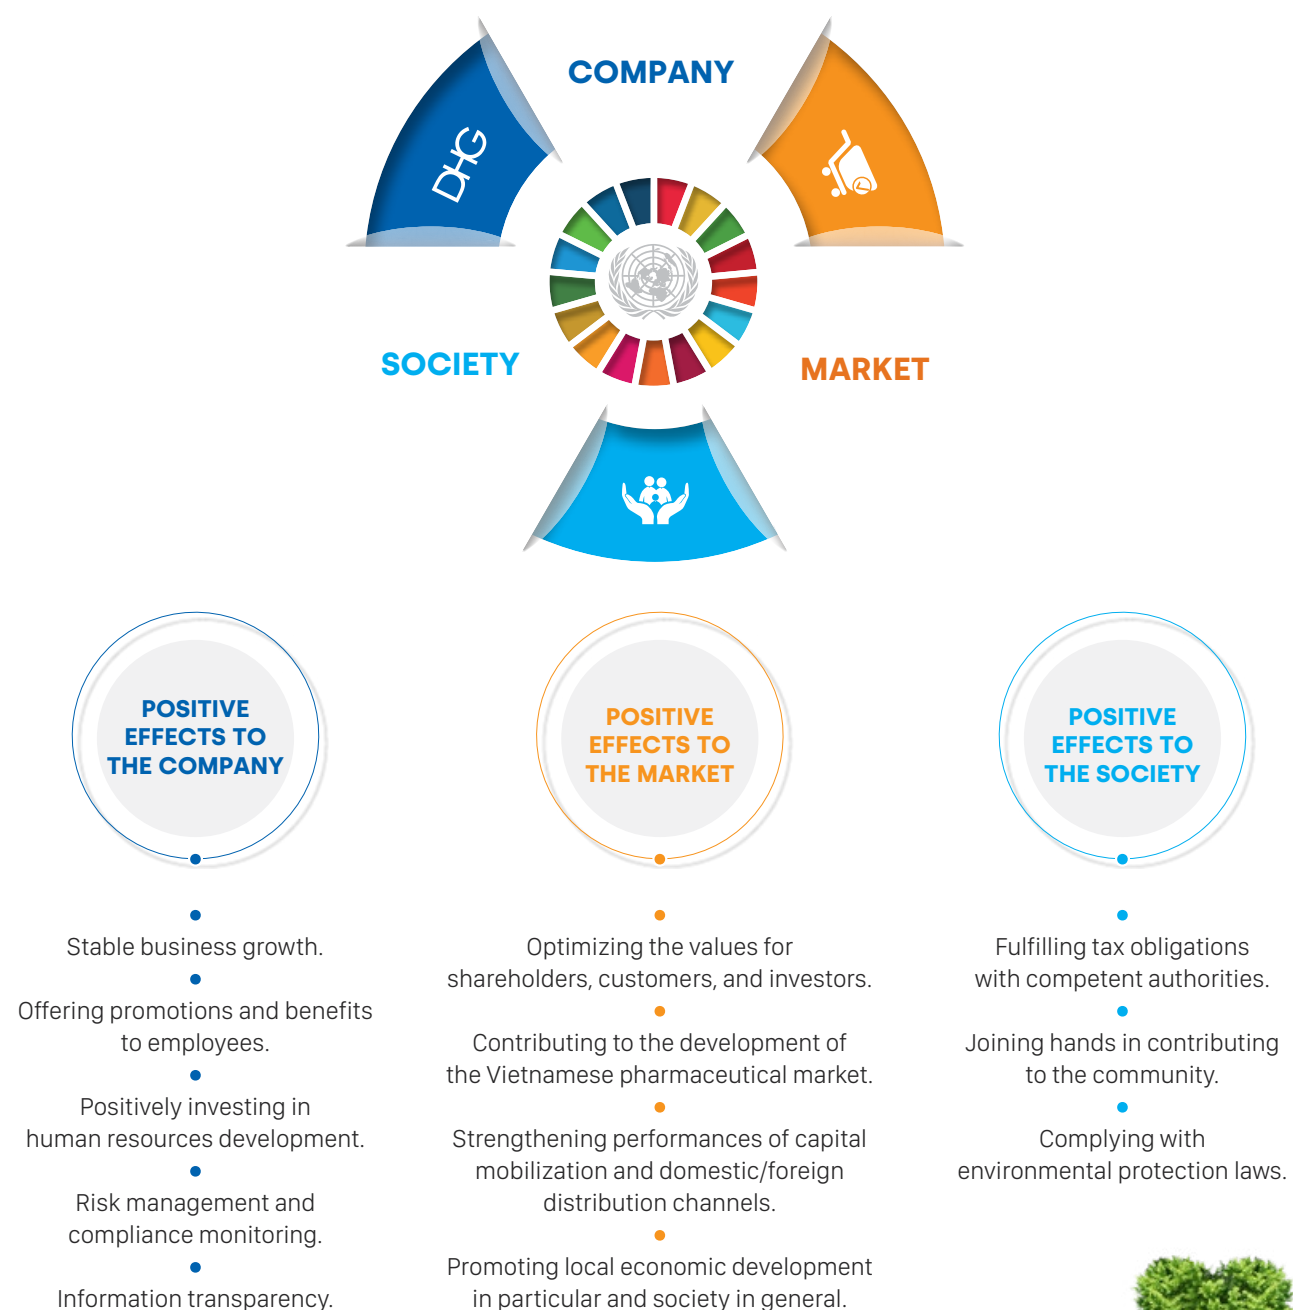 COMPANY
DHG
SOCIETY
MARKET
POSITIVE
EFFECTS TO
THE COMPANY
Stable business growth.
Offering promotions and benefits
to employees.
Positively investing in
human resources development.
Risk management and
compliance monitoring.
Information transparency.
POSITIVE
EFFECTS TO
THE MARKET
Optimizing the values for
shareholders, customers, and investors.
Contributing to the development of
the Vietnamese pharmaceutical market.
Strengthening performances of capital
mobilization and domestic/foreign
distribution channels.
Promoting local economic development
in particular and society in general.
POSITIVE
EFFECTS TO
THE SOCIETY
Fulfilling tax obligations
with competent authorities.
Joining hands in contributing
to the community.
Complying with
environmental protection laws.